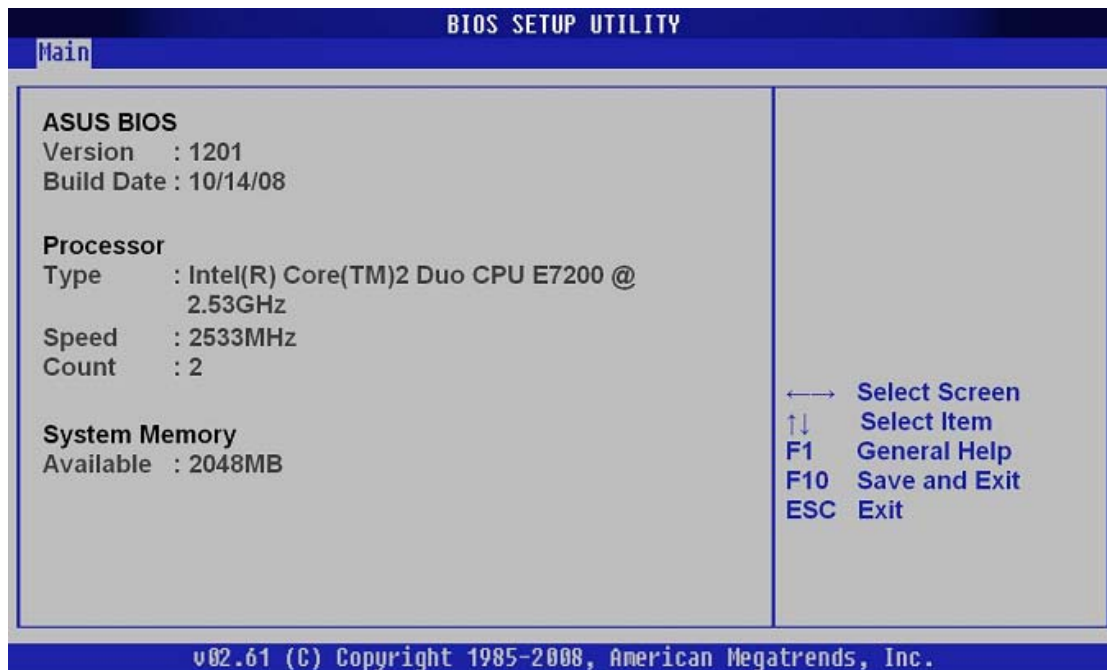 BIOS SETUP UTILITY
Main
ASUS BIOS
Version : 1201
Build Date : 10/14/08
Processor
Type : Intel(R) Core(TM)2 Duo CPU E7200 @
2.53GHz
Speed : 2533MHz
Count : 2
System Memory
Available : 2048MB
←→ Select Screen
↑↓ Select Item
F1 General Help
F10 Save and Exit
ESC Exit
v02.61 (C) Copyright 1985-2008, American Megatrends, Inc.